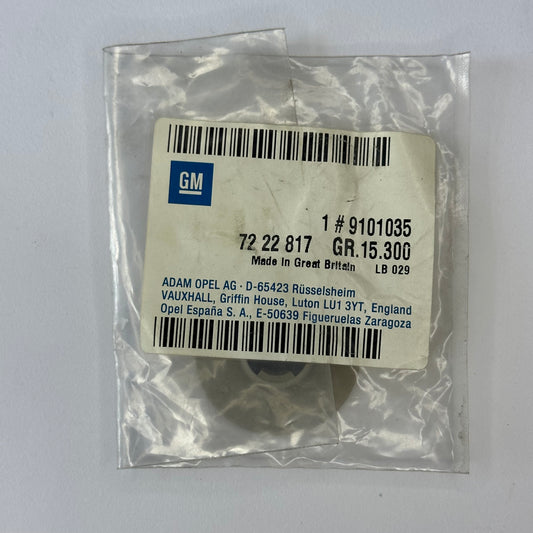 GM
1 # 9101035
72 22 817 GR.15.300
Made in Great Britain LB 029
ADAM OPEL AG · D-65423 Rüsselsheim
VAUXHALL, Griffin House, Luton LU1 3YT, England
Opel España S. A., E-50639 Figueruelas Zaragoza